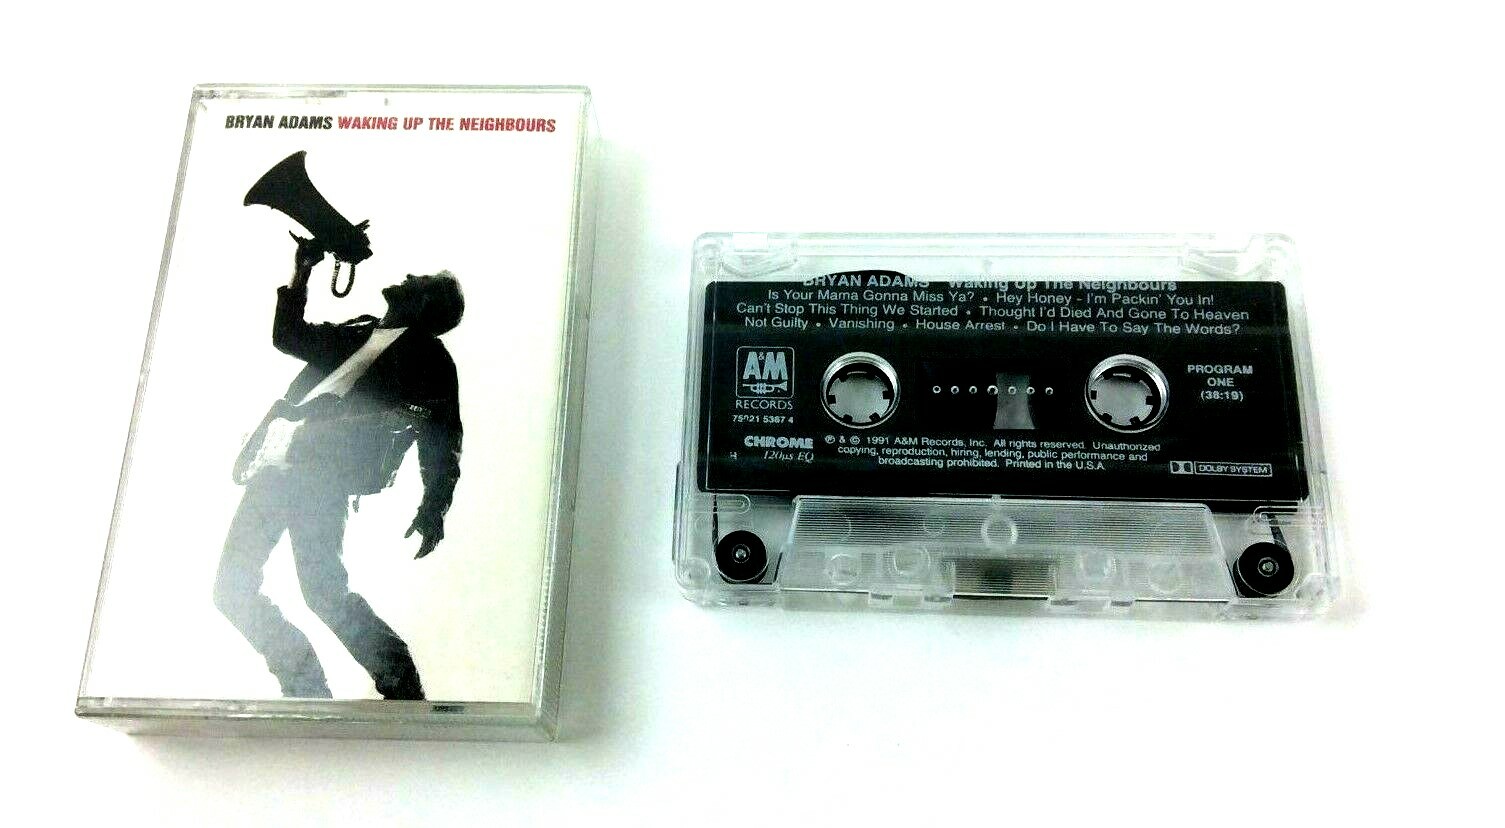 BRYAN ADAMS WAKING UP THE NEIGHBOURS
BRYAN ADAMS Waking Up The Neighbours
Is Your Mama Gonna Miss Ya? • Hey Honey - I'm Packin' You In!
Can't Stop This Thing We Started • Thought I'd Died And Gone To Heaven
Not Guilty • Vanishing • House Arrest • Do I Have To Say The Words?
A&M
RECORDS
75021 5367 4
PROGRAM
ONE
(38:19)
CHROME
120µs EQ
℗ & © 1991 A&M Records, Inc. All rights reserved. Unauthorized
copying, reproduction, hiring, lending, public performance and
broadcasting prohibited. Printed in the U.S.A
DOLBY SYSTEM